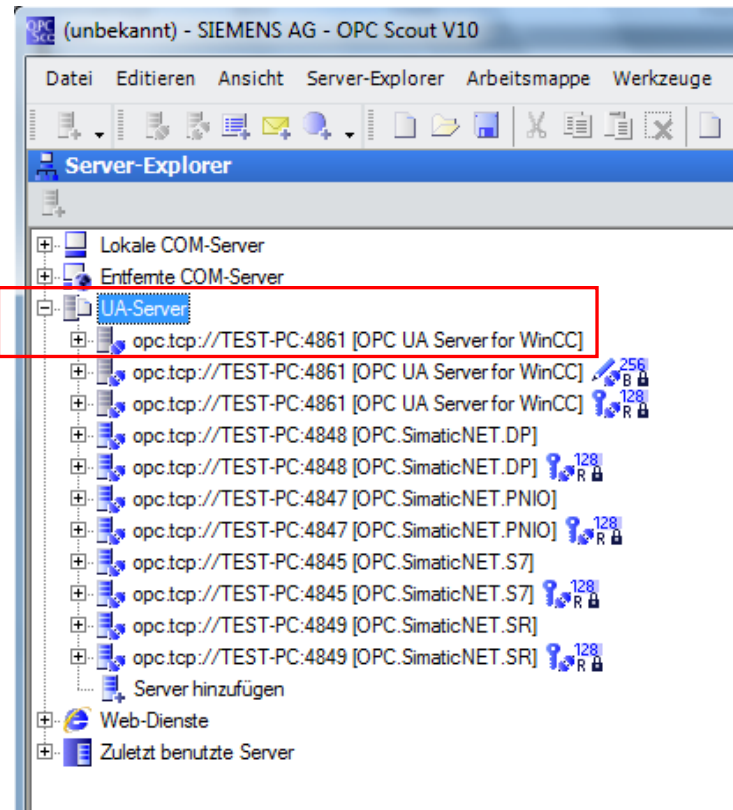 (unbekannt) - SIEMENS AG - OPC Scout V10
Datei Editieren Ansicht Server-Explorer Arbeitsmappe Werkzeuge
Server-Explorer
Lokale COM-Server
Entfernte COM-Server
UA-Server
opc.tcp://TEST-PC:4861 [OPC UA Server for WinCC]
opc.tcp://TEST-PC:4861 [OPC UA Server for WinCC] 256 B
opc.tcp://TEST-PC:4861 [OPC UA Server for WinCC] 128 R
opc.tcp://TEST-PC:4848 [OPC.SimaticNET.DP]
opc.tcp://TEST-PC:4848 [OPC.SimaticNET.DP] 128 R
opc.tcp://TEST-PC:4847 [OPC.SimaticNET.PNIO]
opc.tcp://TEST-PC:4847 [OPC.SimaticNET.PNIO] 128 R
opc.tcp://TEST-PC:4845 [OPC.SimaticNET.S7]
opc.tcp://TEST-PC:4845 [OPC.SimaticNET.S7] 128 R
opc.tcp://TEST-PC:4849 [OPC.SimaticNET.SR]
opc.tcp://TEST-PC:4849 [OPC.SimaticNET.SR] 128 R
Server hinzufügen
Web-Dienste
Zuletzt benutzte Server